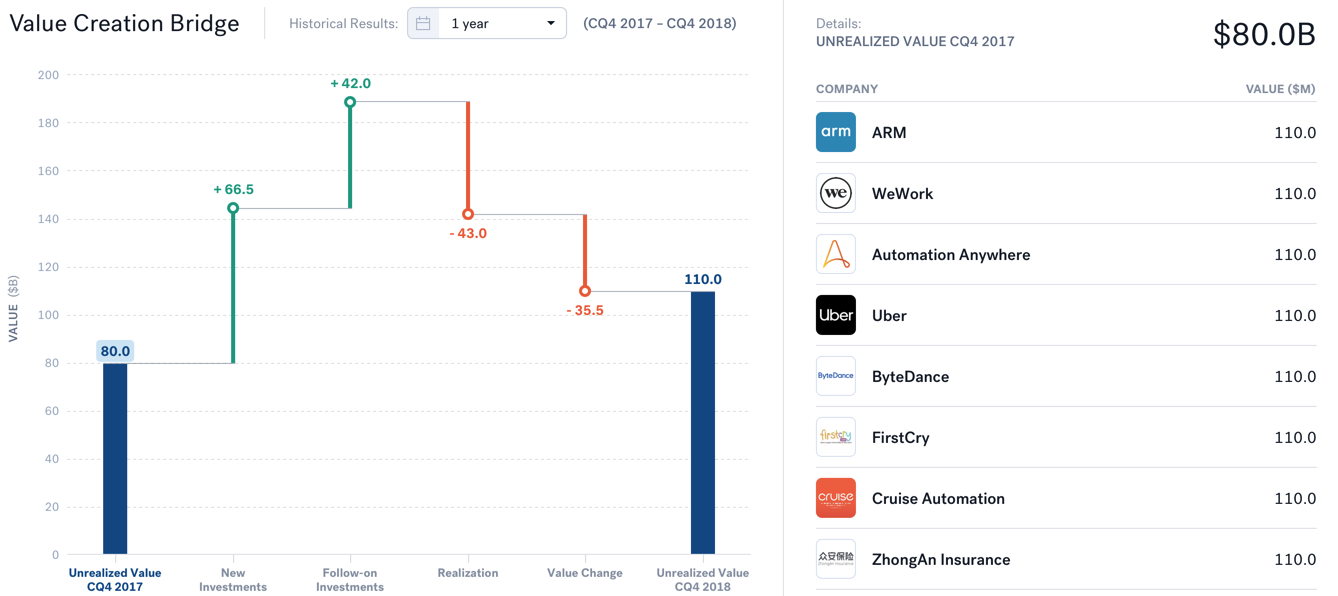 Value Creation Bridge
Historical Results:
1 year
(CQ4 2017 – CQ4 2018)
VALUE ($B)
200
180
160
140
120
100
80
60
40
20
0
80.0
+ 66.5
+ 42.0
- 43.0
- 35.5
110.0
Unrealized Value
CQ4 2017
New
Investments
Follow-on
Investments
Realization
Value Change
Unrealized Value
CQ4 2018
Details:
UNREALIZED VALUE CQ4 2017
$80.0B
COMPANY VALUE ($M)
arm ARM 110.0
we WeWork 110.0
Automation Anywhere 110.0
Uber Uber 110.0
ByteDance ByteDance 110.0
firstcry FirstCry 110.0
cruise Cruise Automation 110.0
众安保险 ZhongAn Insurance 110.0